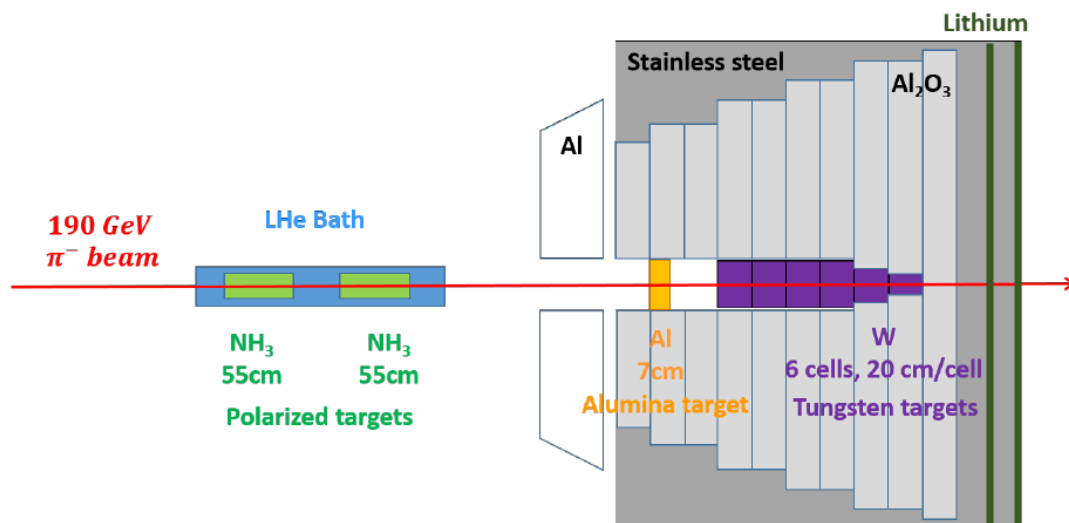 Lithium
Stainless steel
Al₂O₃
Al
190 GeV
π⁻ beam
LHe Bath
NH₃
55cm
NH₃
55cm
Polarized targets
Al
7cm
Alumina target
W
6 cells, 20 cm/cell
Tungsten targets